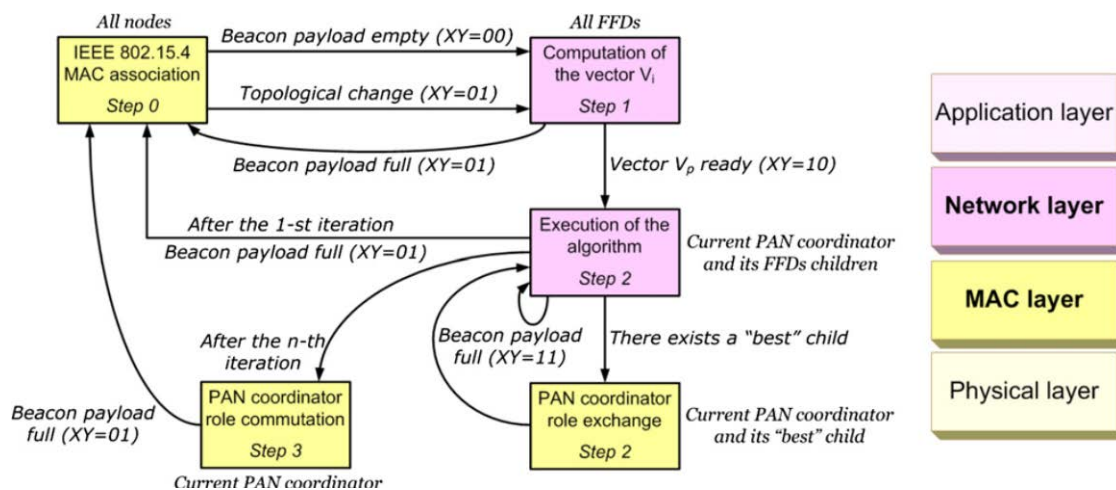 All nodes
IEEE 802.15.4
MAC association
Step 0
Beacon payload empty (XY=00)
Topological change (XY=01)
Beacon payload full (XY=01)
All FFDs
Computation of
the vector Vi
Step 1
Vector Vp ready (XY=10)
After the 1-st iteration
Beacon payload full (XY=01)
Execution of the
algorithm
Step 2
Current PAN coordinator
and its FFDs children
Beacon payload
full (XY=11)
There exists a “best” child
After the n-th
iteration
Beacon payload
full (XY=01)
PAN coordinator
role commutation
Step 3
Current PAN coordinator
PAN coordinator
role exchange
Step 2
Current PAN coordinator
and its “best” child
Application layer
Network layer
MAC layer
Physical layer